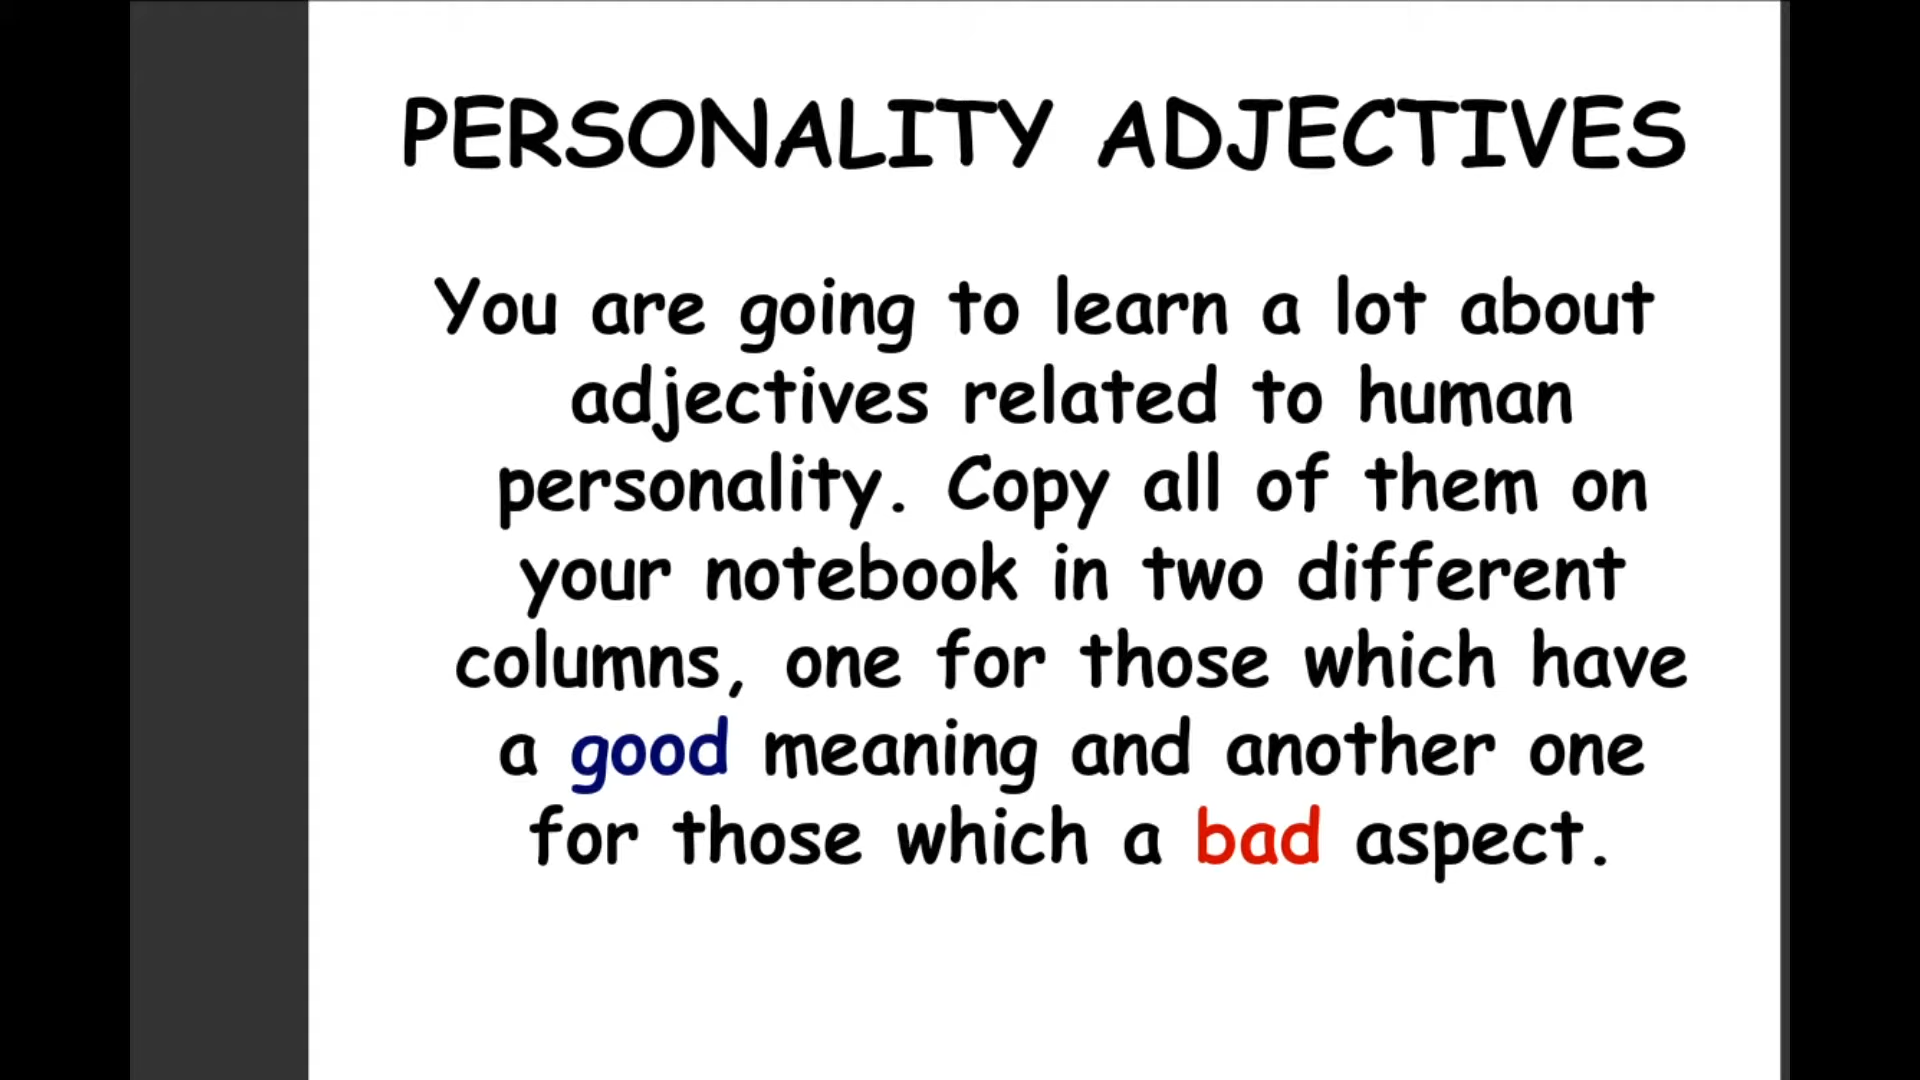 PERSONALITY ADJECTIVES
You are going to learn a lot about
adjectives related to human
personality. Copy all of them on
your notebook in two different
columns, one for those which have
a good meaning and another one
for those which a bad aspect.